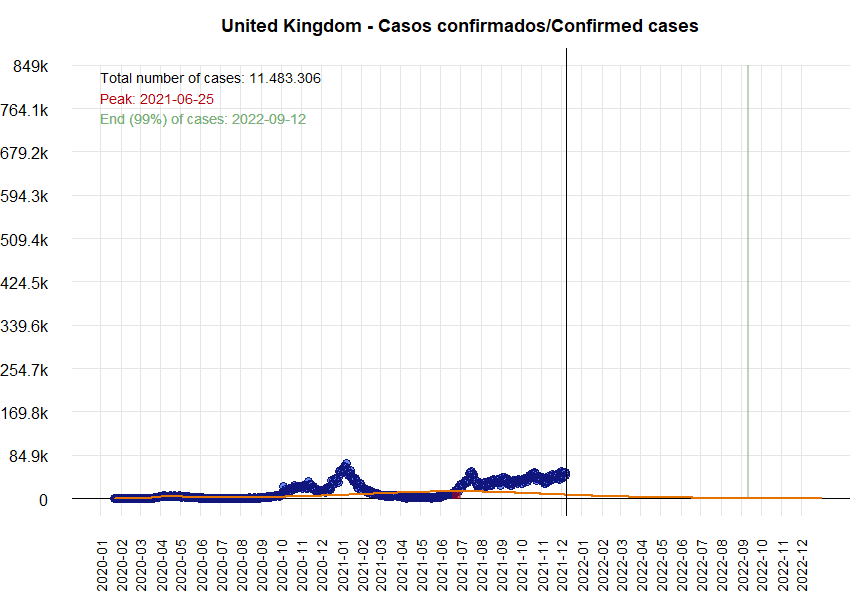 United Kingdom - Casos confirmados/Confirmed cases
849k
Total number of cases: 11.483.306
Peak: 2021-06-25
764.1k
End (99%) of cases: 2022-09-12
679.2k
594.3k
509.4k
424.5k
339.6k
254.7k
169.8k
84.9k
0
2020-01
2020-02
2020-03
2020-04
2020-05
2020-06
2020-07
2020-08
2020-09
2020-10
2020-11
2020-12
2021-01
2021-02
2021-03
2021-04
2021-05
2021-06
2021-07
2021-08
2021-09
2021-10
2021-11
2021-12
2022-01
2022-02
2022-03
2022-04
2022-05
2022-06
2022-07
2022-08
2022-09
2022-10
2022-11
2022-12